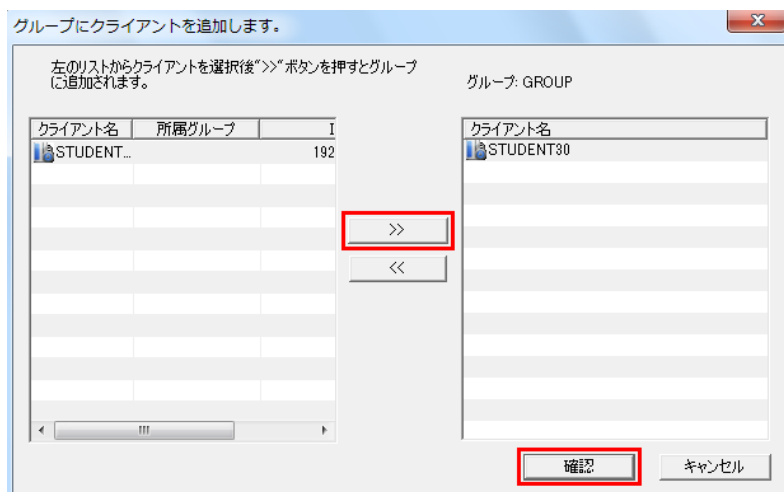 グループにクライアントを追加します。
左のリストからクライアントを選択後">>"ボタンを押すとグループ
に追加されます。
グループ: GROUP
クライアント名 所属グループ I
STUDENT... 192
クライアント名
STUDENT30
>>
<<
確認 キャンセル